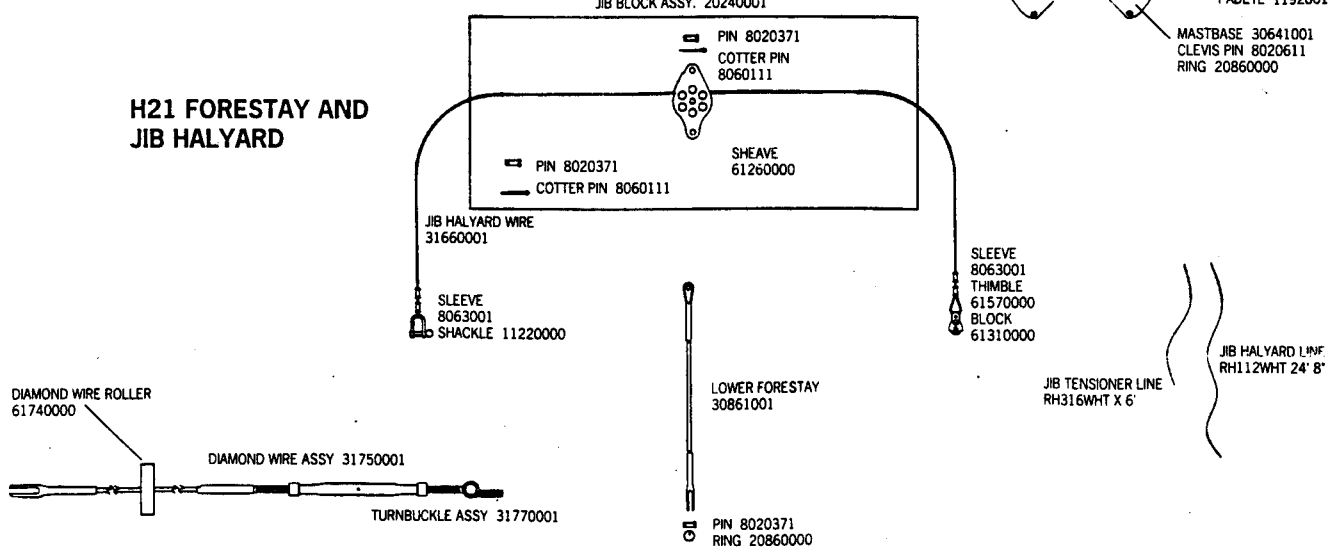 JIB BLOCK ASSY. 20240001
PADEYE 1192001
MASTBASE 30641001
CLEVIS PIN 8020611
RING 20860000
PIN 8020371
COTTER PIN
8060111
H21 FORESTAY AND
JIB HALYARD
SHEAVE
61260000
PIN 8020371
COTTER PIN 8060111
JIB HALYARD WIRE
31660001
SLEEVE
8063001
SHACKLE 11220000
SLEEVE
8063001
THIMBLE
61570000
BLOCK
61310000
LOWER FORESTAY
30861001
JIB TENSIONER LINE
RH316WHT X 6'
JIB HALYARD LINE
RH112WHT 24' 8"
DIAMOND WIRE ROLLER
61740000
DIAMOND WIRE ASSY 31750001
TURNBUCKLE ASSY 31770001
PIN 8020371
RING 20860000